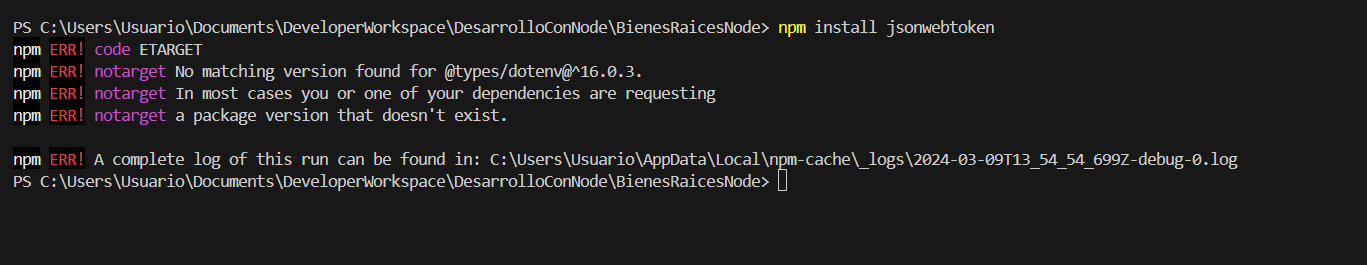 PS C:\Users\Usuario\Documents\DeveloperWorkspace\DesarrolloConNode\BienesRaicesNode> npm install jsonwebtoken
npm ERR! code ETARGET
npm ERR! notarget No matching version found for @types/dotenv@^16.0.3.
npm ERR! notarget In most cases you or one of your dependencies are requesting
npm ERR! notarget a package version that doesn't exist.
npm ERR! A complete log of this run can be found in: C:\Users\Usuario\AppData\Local\npm-cache\_logs\2024-03-09T13_54_54_699Z-debug-0.log
PS C:\Users\Usuario\Documents\DeveloperWorkspace\DesarrolloConNode\BienesRaicesNode>